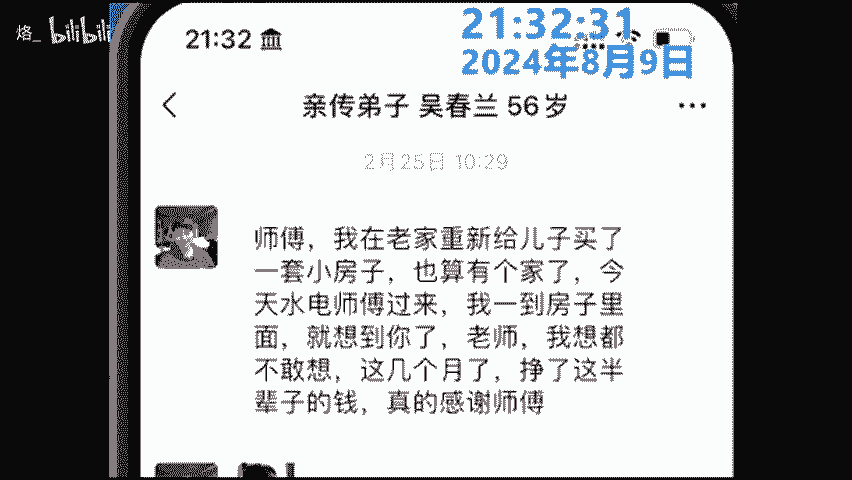 烙_ bilibili
21:32:31
21:32
2024年8月9日
亲传弟子 吴春兰 56岁
2月25日 10:29
师傅，我在老家重新给儿子买了
一套小房子，也算有个家了，今
天水电师傅过来，我一到房子里
面，就想到你了，老师，我想都
不敢想，这几个月了，挣了这半
辈子的钱，真的感谢师傅